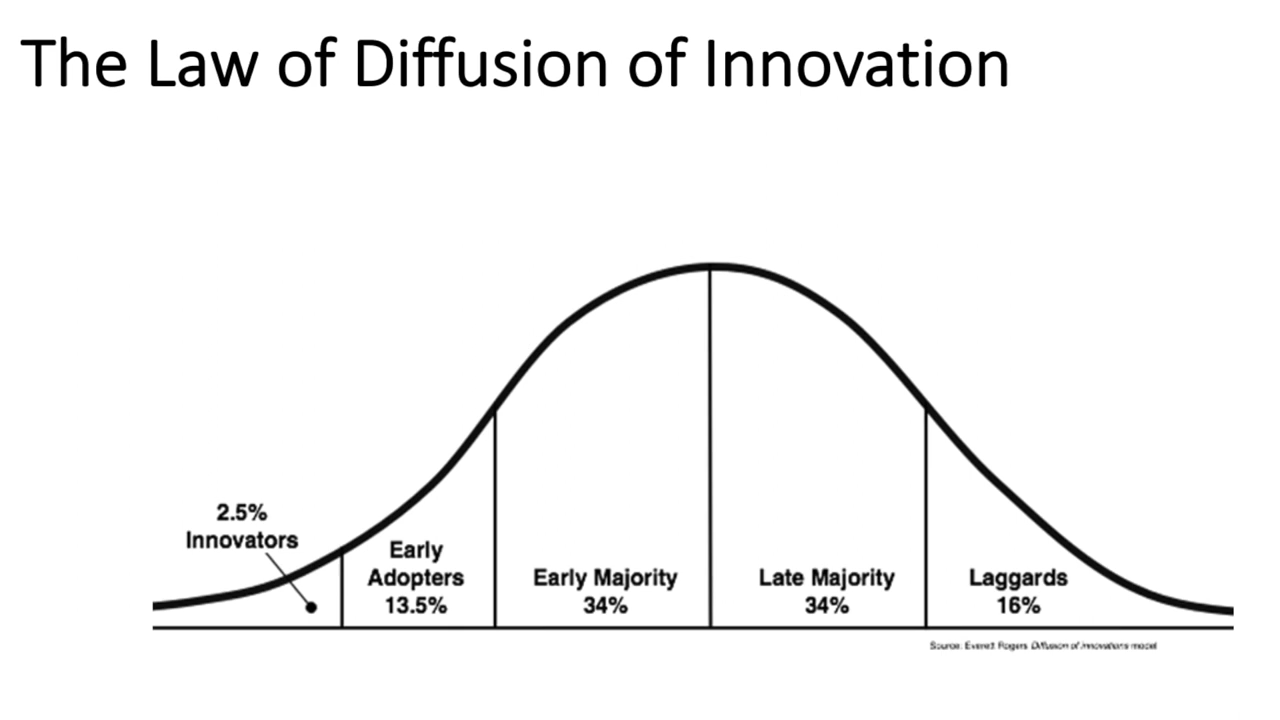 The Law of Diffusion of Innovation
2.5%
Innovators
Early
Adopters
13.5%
Early Majority
34%
Late Majority
34%
Laggards
16%
Source: Everett Rogers Diffusion of innovations model